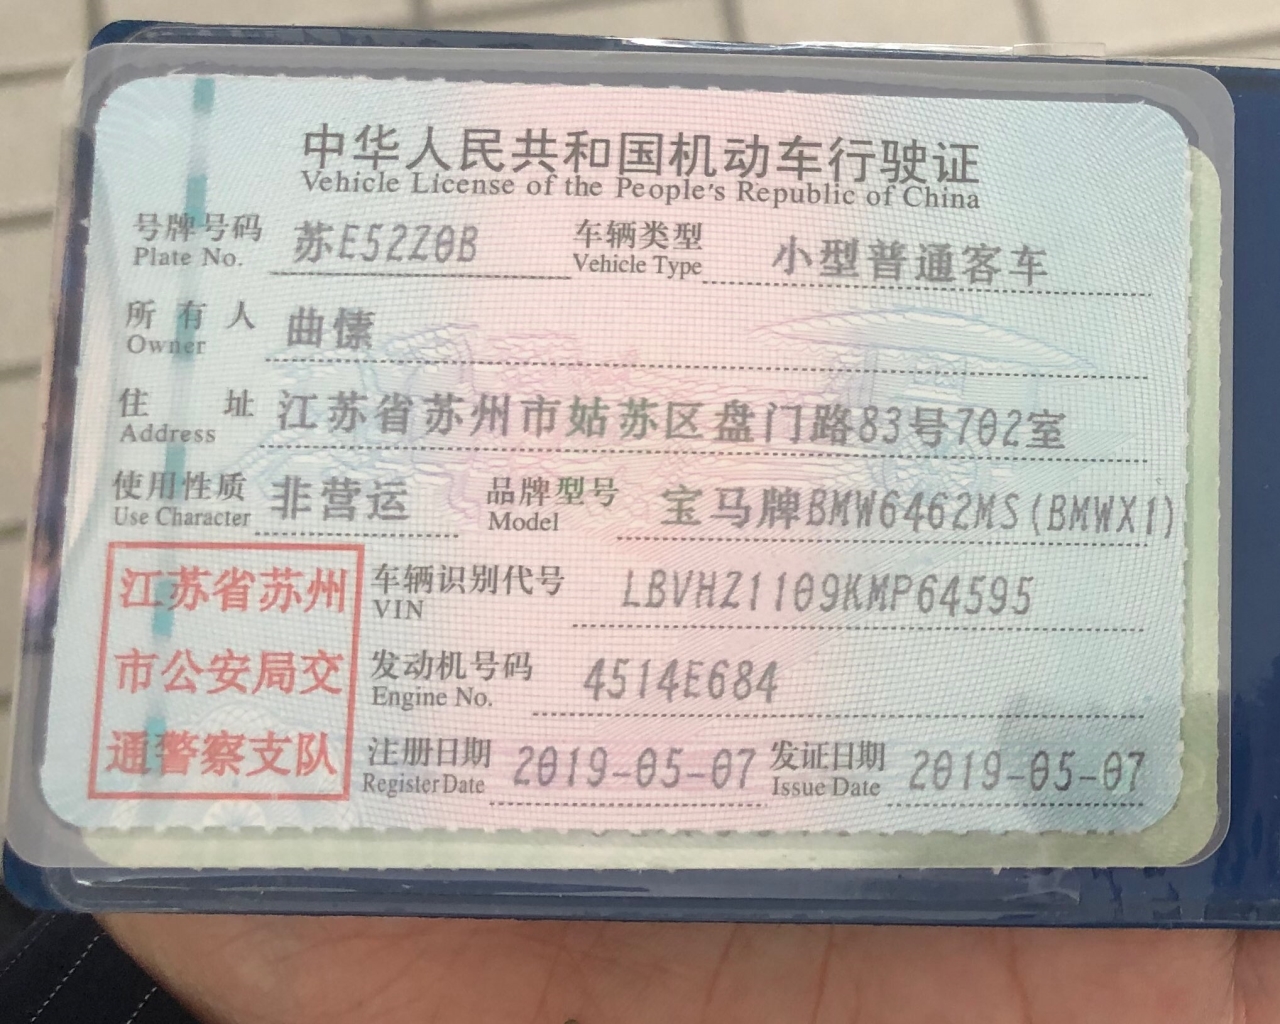 中华人民共和国机动车行驶证
Vehicle License of the People's Republic of China
号牌号码 苏E52Z0B 车辆类型 小型普通客车
Plate No. Vehicle Type
所有人 曲愫
Owner
住址 江苏省苏州市姑苏区盘门路83号702室
Address
使用性质 非营运 品牌型号 宝马牌BMW6462MS(BMWX1)
Use Character Model
江苏省苏州
市公安局交
通警察支队
车辆识别代号 LBVHZ1109KMP64595
VIN
发动机号码 4514E684
Engine No.
注册日期 2019-05-07 发证日期 2019-05-07
Register Date Issue Date